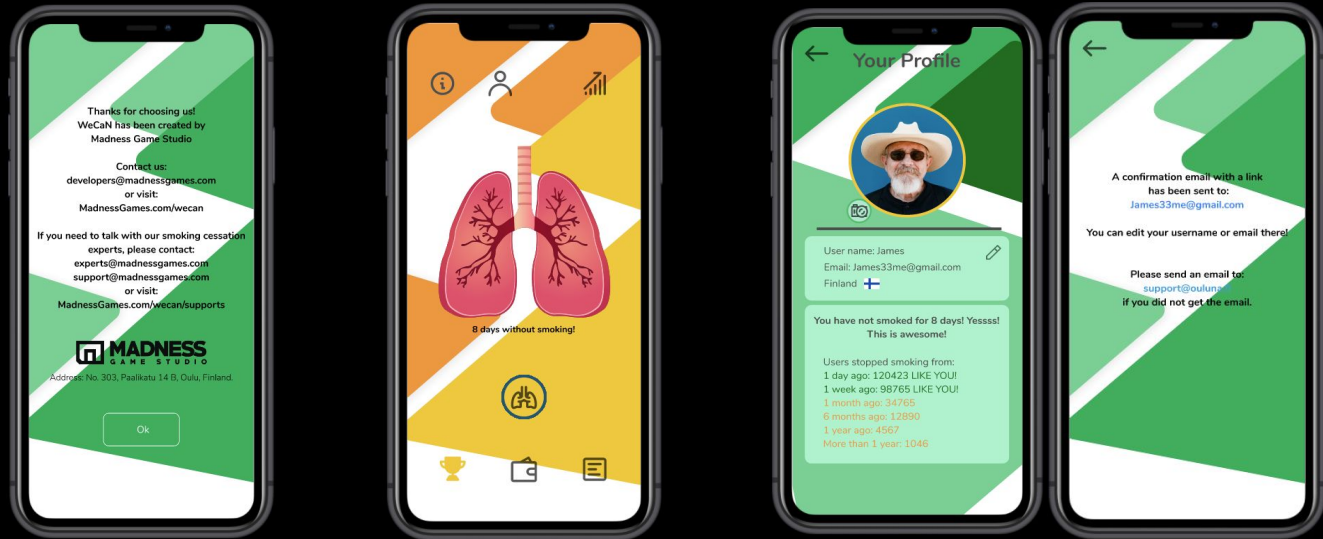 Thanks for choosing us!
WeCaN has been created by
Madness Game Studio
Contact us:
developers@madnessgames.com
or visit:
MadnessGames.com/wecan
If you need to talk with our smoking cessation
experts, please contact:
experts@madnessgames.com
support@madnessgames.com
or visit:
MadnessGames.com/wecan/supports
MADNESS
GAME STUDIO
Address: No. 303, Paalikatu 14 B, Oulu, Finland.
Ok
8 days without smoking!
Your Profile
User name: James
Email: James33me@gmail.com
Finland
You have not smoked for 8 days! Yessss!
This is awesome!
Users stopped smoking from:
1 day ago: 120423 LIKE YOU!
1 week ago: 98765 LIKE YOU!
1 month ago: 34765
6 months ago: 12890
1 year ago: 4567
More than 1 year: 1046
A confirmation email with a link
has been sent to:
James33me@gmail.com
You can edit your username or email there!
Please send an email to:
if you did not get the email.